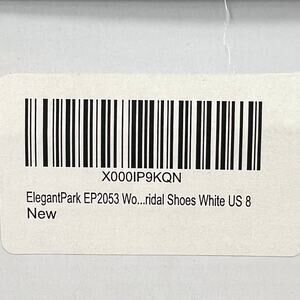 X000IP9KQN
ElegantPark EP2053 Wo...ridal Shoes White US 8
New